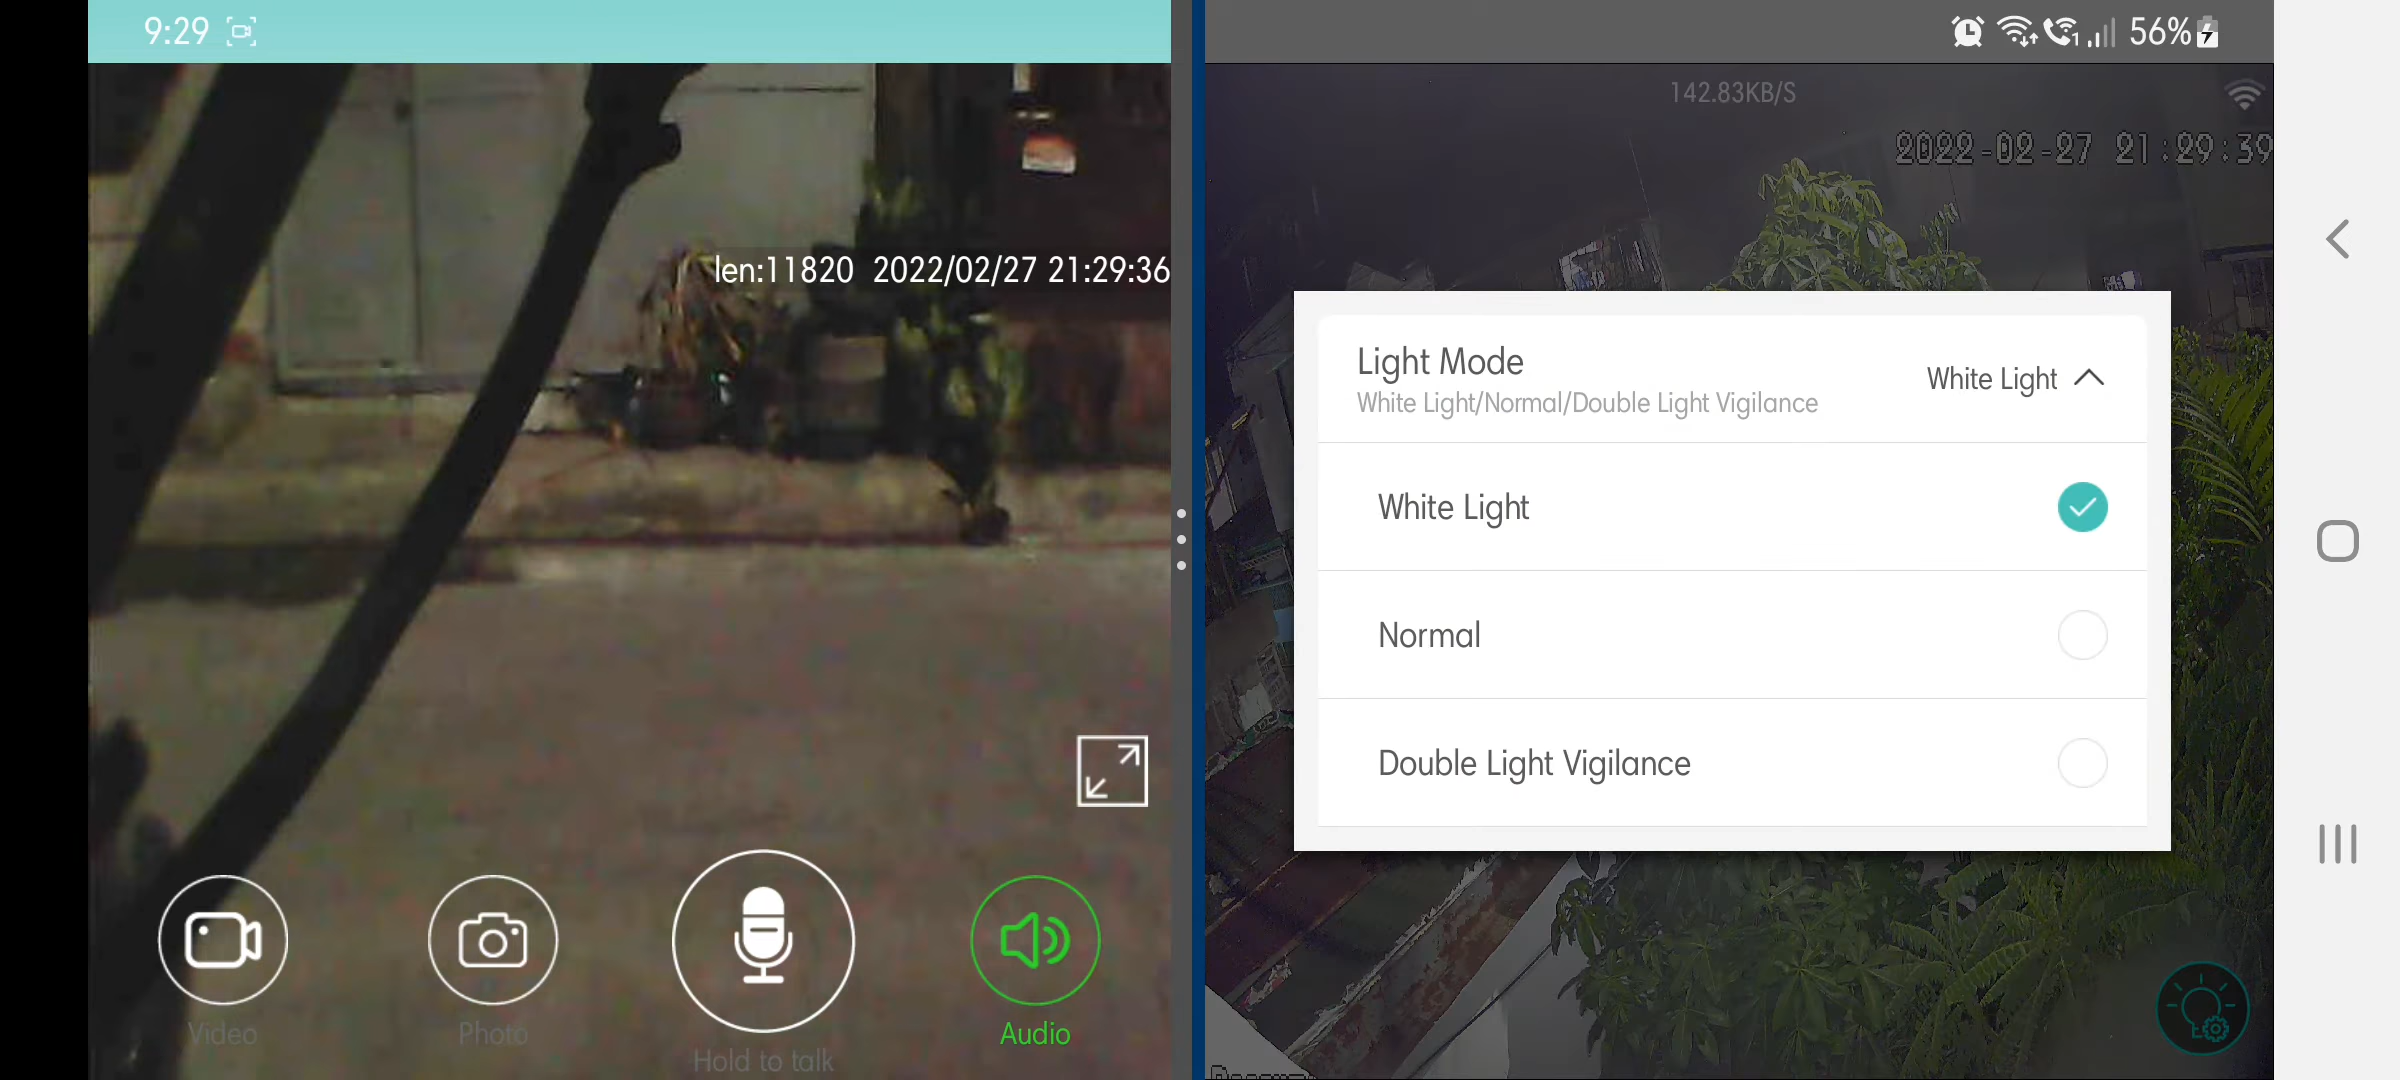 9:29
56%
142.83KB/S
2022-02-27 21:29:39
len:11820 2022/02/27 21:29:36
Light Mode
White Light/Normal/Double Light Vigilance
White Light
White Light
Normal
Double Light Vigilance
Video
Photo
Hold to talk
Audio